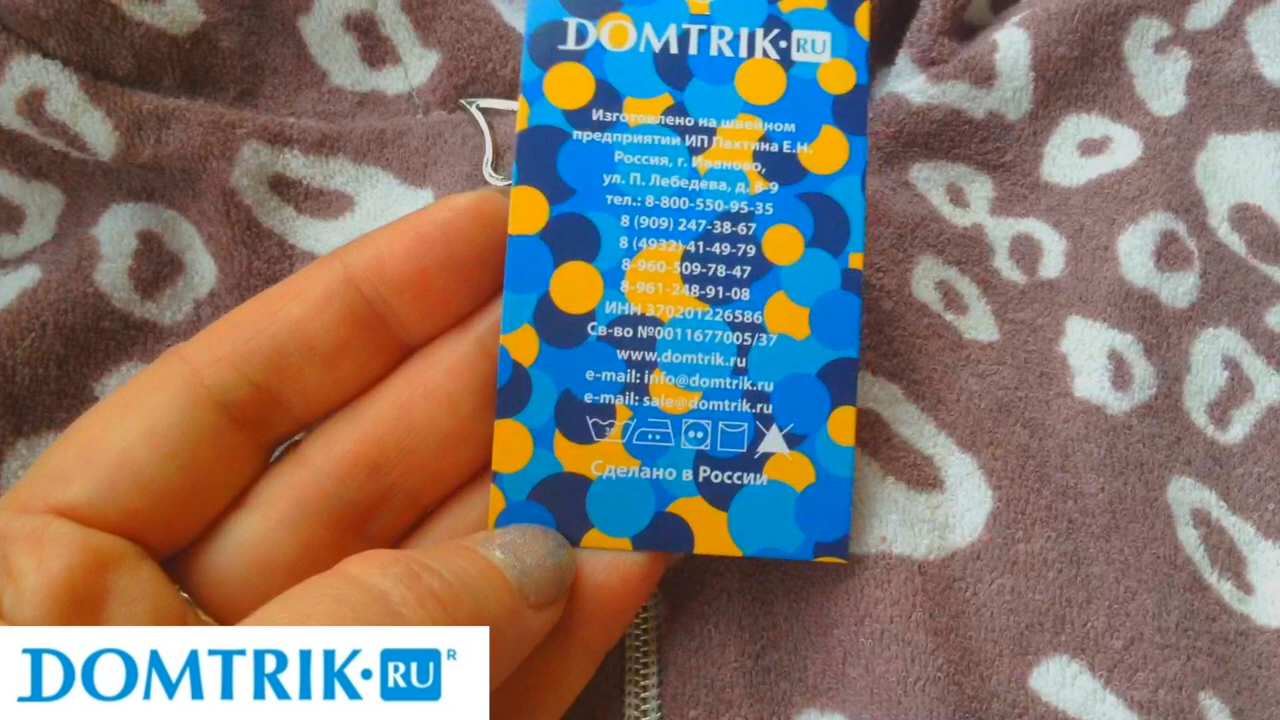 DOMTRIK·RU
Изготовлено на швейном
предприятии ИП Пахтина Е.Н.
Россия, г. Иваново,
ул. П. Лебедева, д. 8-9
тел.: 8-800-550-95-35
8 (909) 247-38-67
8 (4932) 41-49-79
8-960-509-78-47
8-961-248-91-08
ИНН 370201226586
Св-во №0011677005/37
www.domtrik.ru
e-mail: info@domtrik.ru
e-mail: sale@domtrik.ru
30
Сделано в России
DOMTRIK·RU R